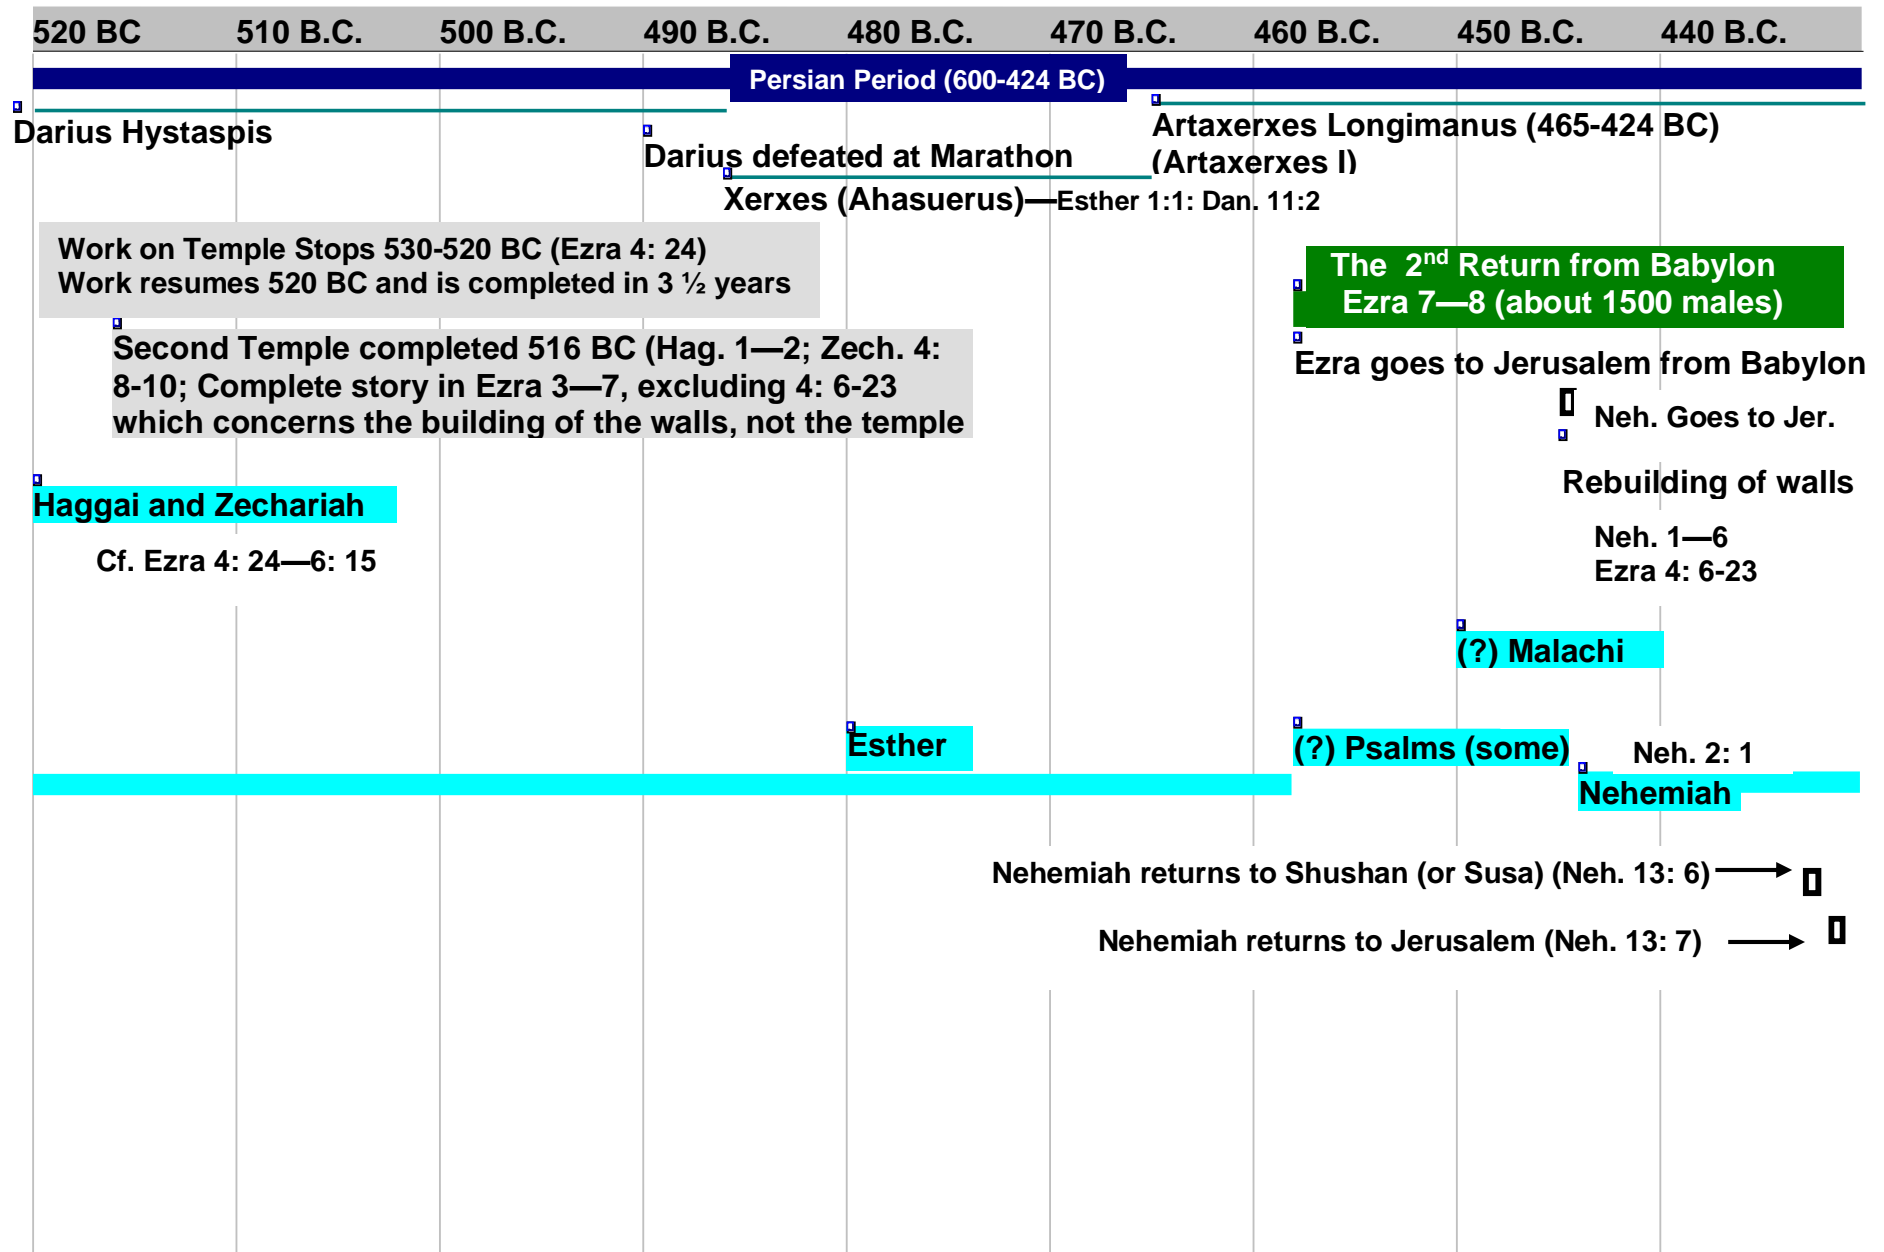 520 BC 510 B.C. 500 B.C. 490 B.C. 480 B.C. 470 B.C. 460 B.C. 450 B.C. 440 B.C.
Persian Period (600-424 BC)
Darius Hystaspis
Darius defeated at Marathon
Artaxerxes Longimanus (465-424 BC)
(Artaxerxes I)
Xerxes (Ahasuerus)—Esther 1:1: Dan. 11:2
Work on Temple Stops 530-520 BC (Ezra 4: 24)
Work resumes 520 BC and is completed in 3 ½ years
The 2nd Return from Babylon
Ezra 7—8 (about 1500 males)
Second Temple completed 516 BC (Hag. 1—2; Zech. 4:
8-10; Complete story in Ezra 3—7, excluding 4: 6-23
which concerns the building of the walls, not the temple
Ezra goes to Jerusalem from Babylon
Neh. Goes to Jer.
Rebuilding of walls
Haggai and Zechariah
Cf. Ezra 4: 24—6: 15
Neh. 1—6
Ezra 4: 6-23
(?) Malachi
Esther
(?) Psalms (some)
Neh. 2: 1
Nehemiah
Nehemiah returns to Shushan (or Susa) (Neh. 13: 6)
Nehemiah returns to Jerusalem (Neh. 13: 7)